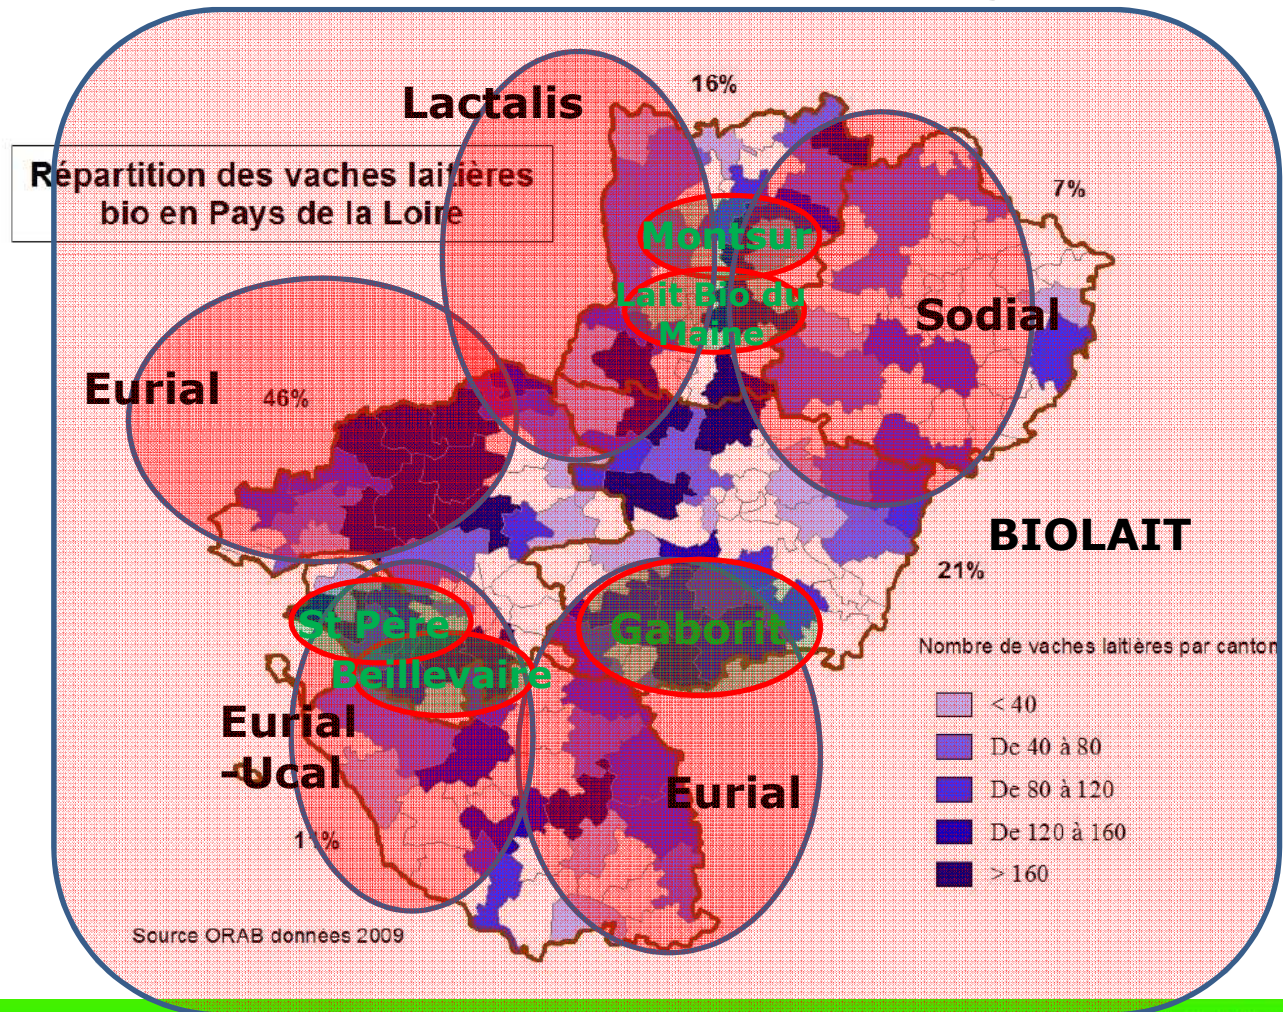 16%
Lactalis
Répartition des vaches laitières
bio en Pays de la Loire
7%
Montsur
Lait Bio du
Maine
Sodial
Eurial
46%
BIOLAIT
21%
St Père
Gaborit
Beillevaire
Nombre de vaches laitières par canton
Eurial
-Ucal
Eurial
< 40
De 40 à 80
De 80 à 120
De 120 à 160
> 160
Source ORAB donnees 2009